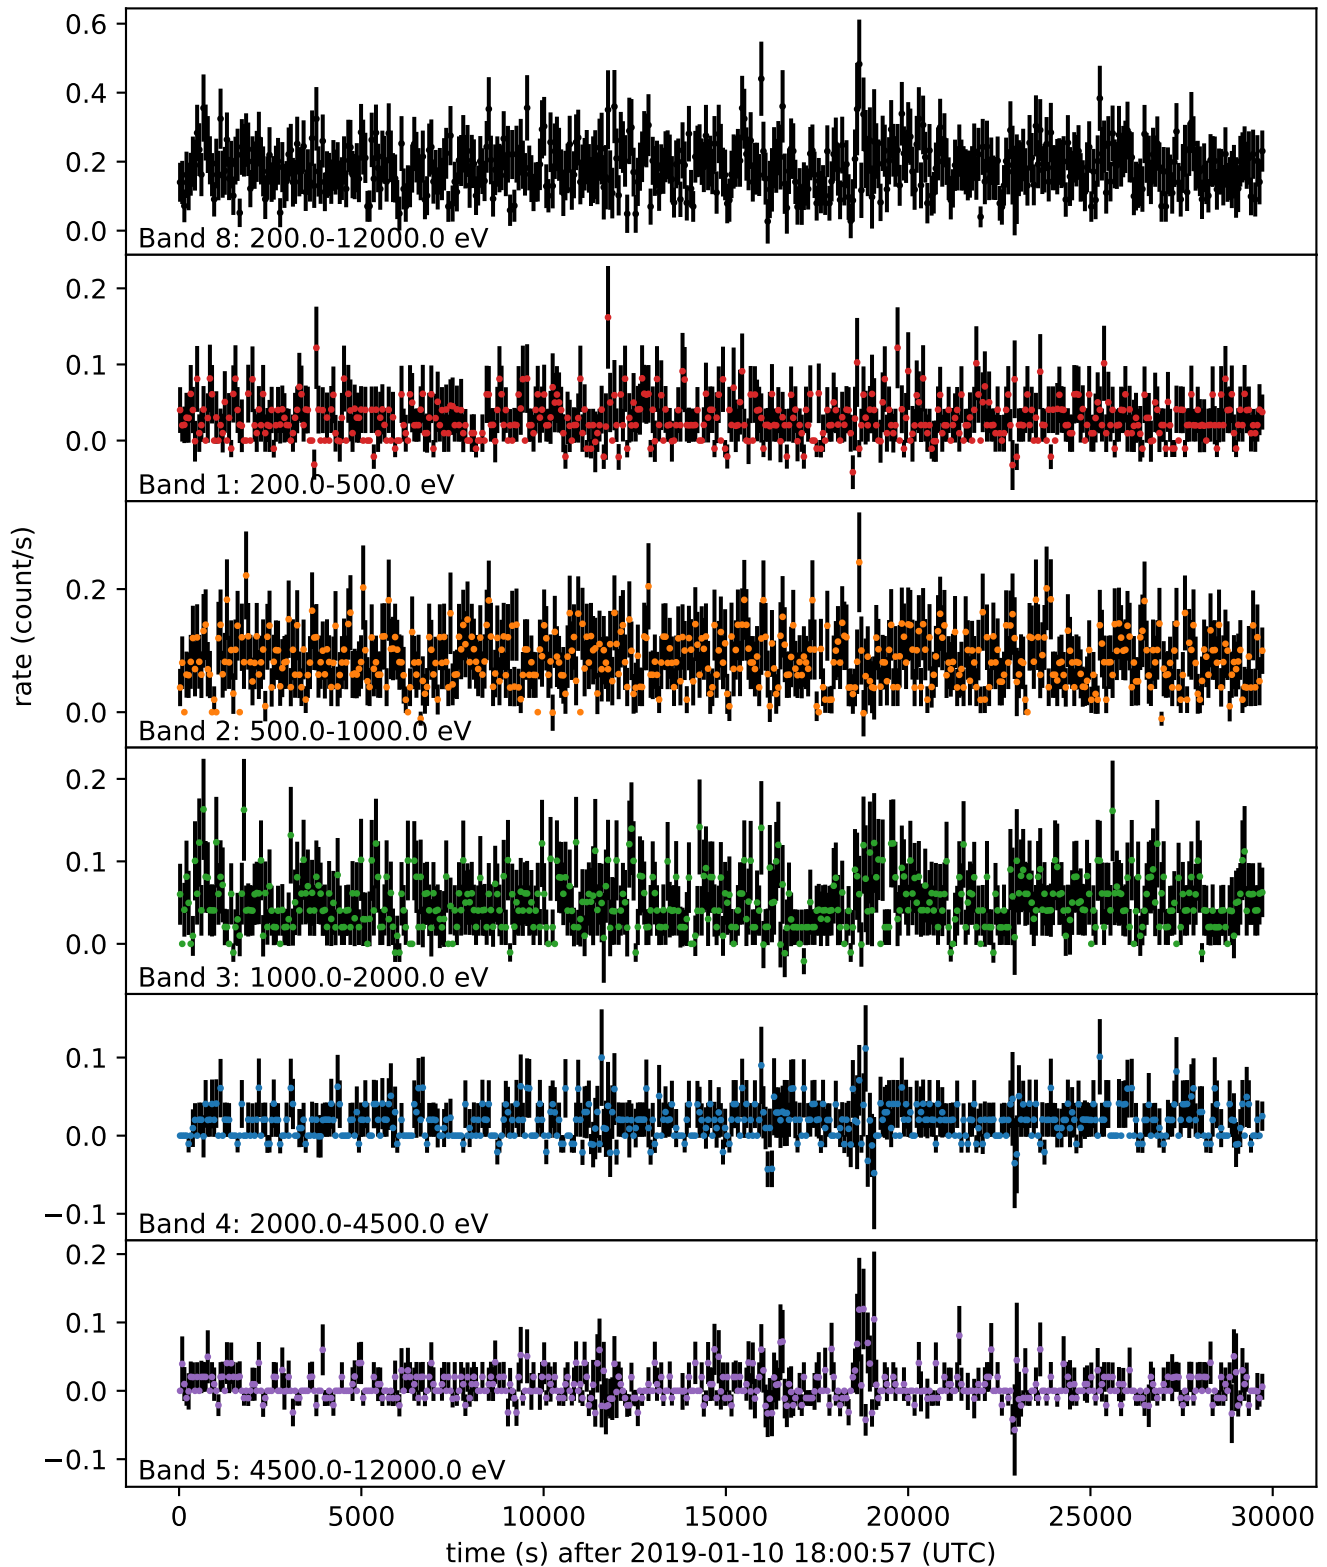 0.6
0.4
0.2
0.0
Band 8: 200.0-12000.0 eV
0.2
0.1
0.0
Band 1: 200.0-500.0 eV
0.2
0.0
Band 2: 500.0-1000.0 eV
rate (count/s)
0.2
0.1
0.0
Band 3: 1000.0-2000.0 eV
0.1
0.0
−0.1
Band 4: 2000.0-4500.0 eV
0.2
0.1
0.0
−0.1
Band 5: 4500.0-12000.0 eV
0 5000 10000 15000 20000 25000 30000
time (s) after 2019-01-10 18:00:57 (UTC)